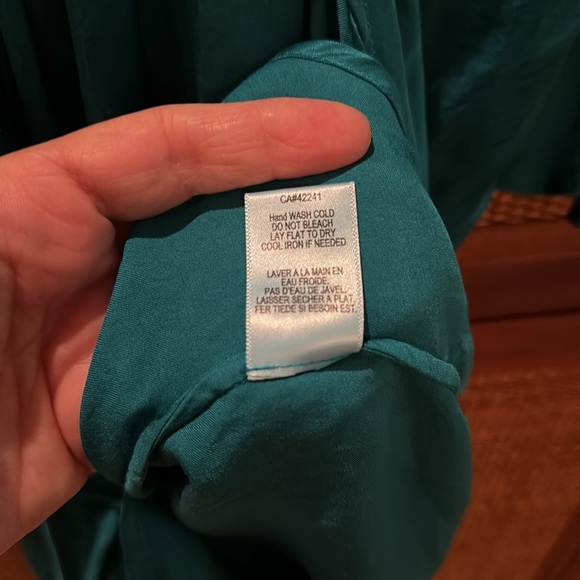 CA#42241
Hand WASH COLD
DO NOT BLEACH
LAY FLAT TO DRY
COOL IRON IF NEEDED
LAVER A LA MAIN EN
EAU FROIDE.
PAS D'EAU DE JAVEL.
LAISSER SECHER A PLAT.
FER TIEDE SI BESOIN EST.